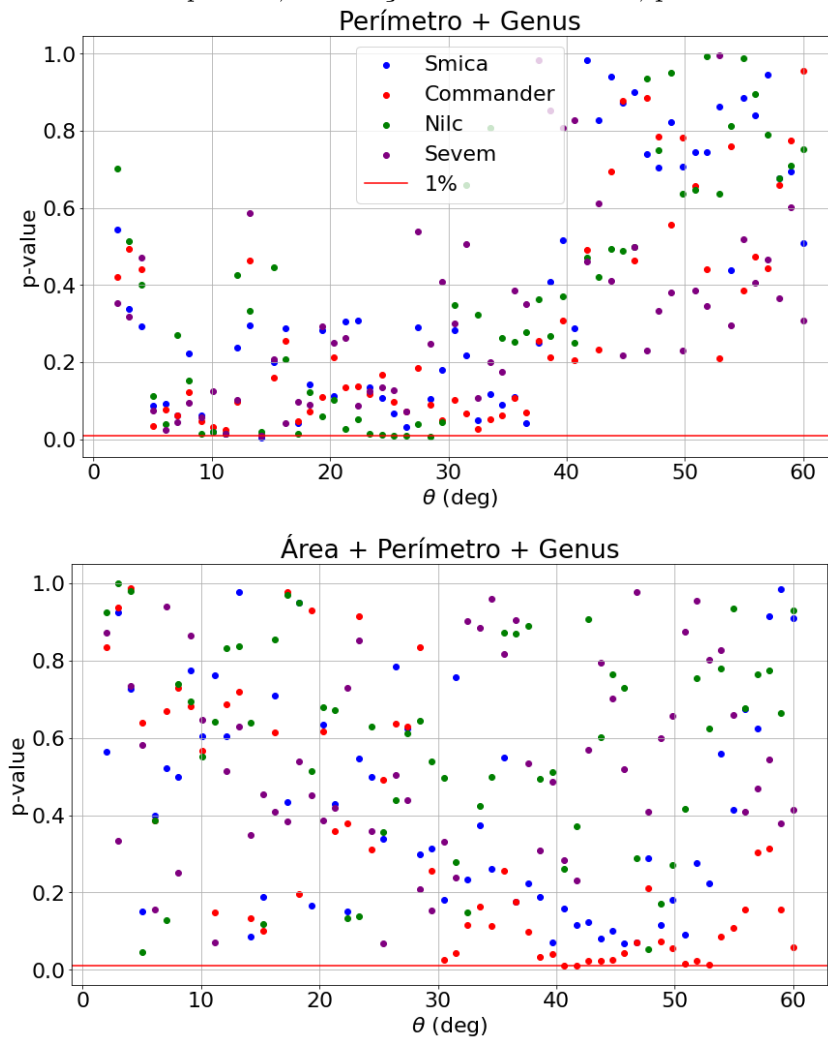 Perímetro + Genus
Smica
Commander
Nilc
Sevem
1%
1.0
0.8
0.6
0.4
0.2
0.0
p-value
0 10 20 30 40 50 60
θ (deg)
Área + Perímetro + Genus
1.0
0.8
0.6
0.4
0.2
0.0
p-value
0 10 20 30 40 50 60
θ (deg)